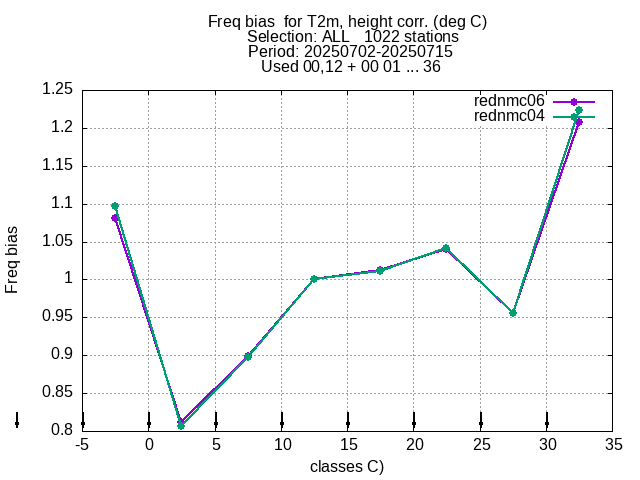 Freq bias  for T2m, height corr. (deg C)
Selection: ALL   1022 stations
Period: 20250702-20250715
Used 00,12 + 00 01 ... 36
rednmc06
rednmc04
Freq bias
1.25
1.2
1.15
1.1
1.05
1
0.95
0.9
0.85
0.8
-5 0 5 10 15 20 25 30 35
classes C)